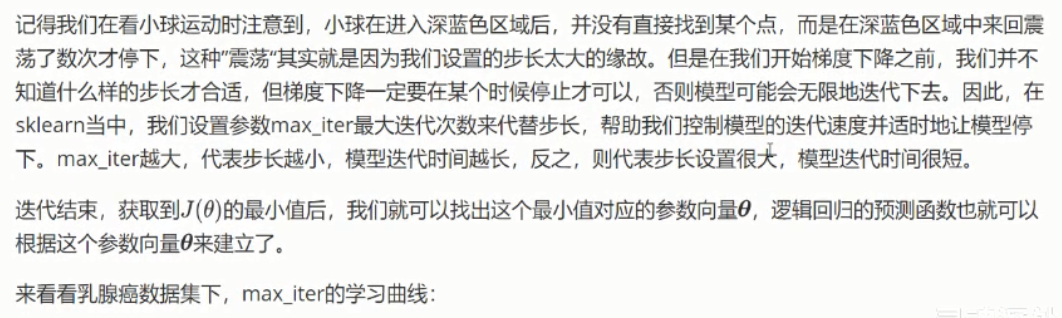 记得我们在看小球运动时注意到，小球在进入深蓝色区域后，并没有直接找到某个点，而是在深蓝色区域中来回震
荡了数次才停下，这种”震荡“其实就是因为我们设置的步长太大的缘故。但是在我们开始梯度下降之前，我们并不
知道什么样的步长才合适，但梯度下降一定要在某个时候停止才可以，否则模型可能会无限地迭代下去。因此，在
sklearn当中，我们设置参数max_iter最大迭代次数来代替步长，帮助我们控制模型的迭代速度并适时地让模型停
下。max_iter越大，代表步长越小，模型迭代时间越长，反之，则代表步长设置很大，模型迭代时间很短。
迭代结束，获取到J(θ)的最小值后，我们就可以找出这个最小值对应的参数向量θ，逻辑回归的预测函数也就可以
根据这个参数向量θ来建立了。
来看看乳腺癌数据集下，max_iter的学习曲线：